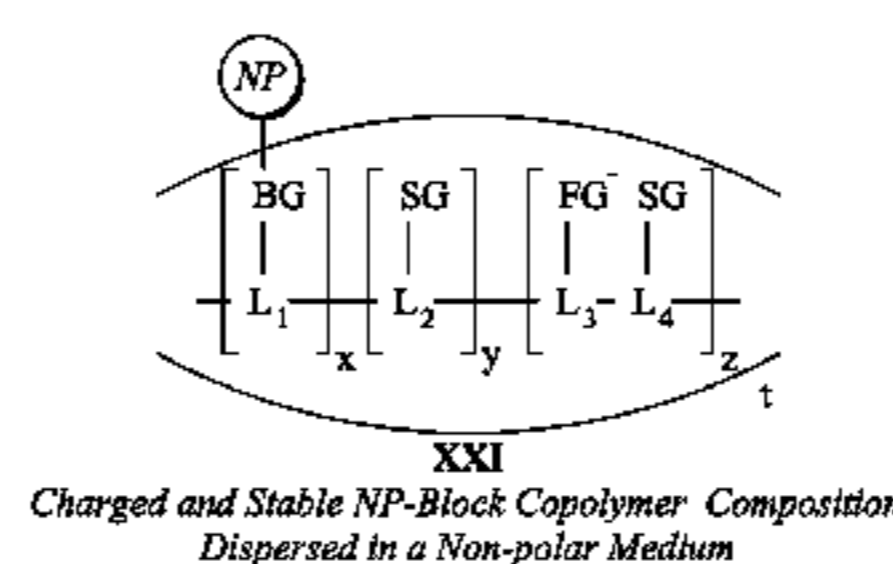 NP
BG SG FG⁻ SG
L₁ L₂ L₃ L₄
x y z
t
XXI
Charged and Stable NP-Block Copolymer Composition
Dispersed in a Non-polar Medium